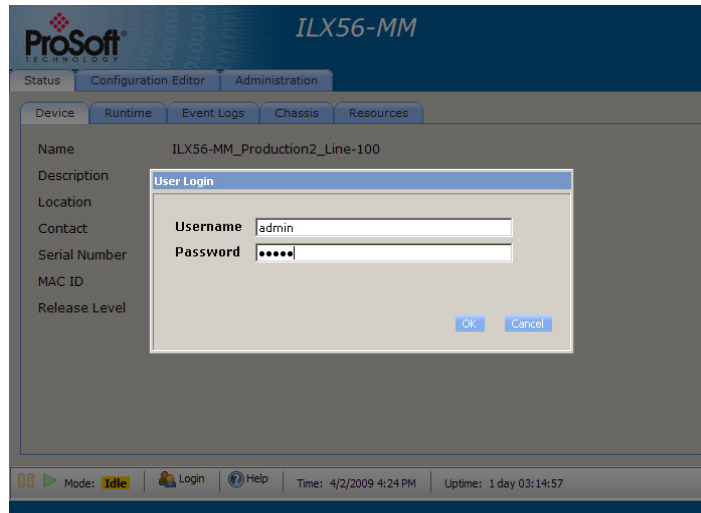 ILX56-MM
ProSoft®
TECHNOLOGY
Status Configuration Editor Administration
Device Runtime Event Logs Chassis Resources
Name ILX56-MM_Production2_Line-100
Description
Location
Contact
Serial Number
MAC ID
Release Level
User Login
Username admin
Password •••••
OK Cancel
Mode: Idle Login Help Time: 4/2/2009 4:24 PM Uptime: 1 day 03:14:57